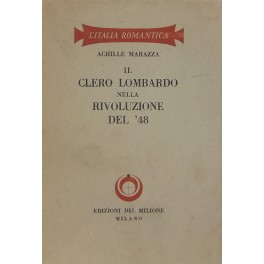 L'ITALIA ROMANTICA
ACHILLE MARAZZA
IL
CLERO LOMBARDO
NELLA
RIVOLUZIONE
DEL '48
EDIZIONI DEL MILIONE
MILANO